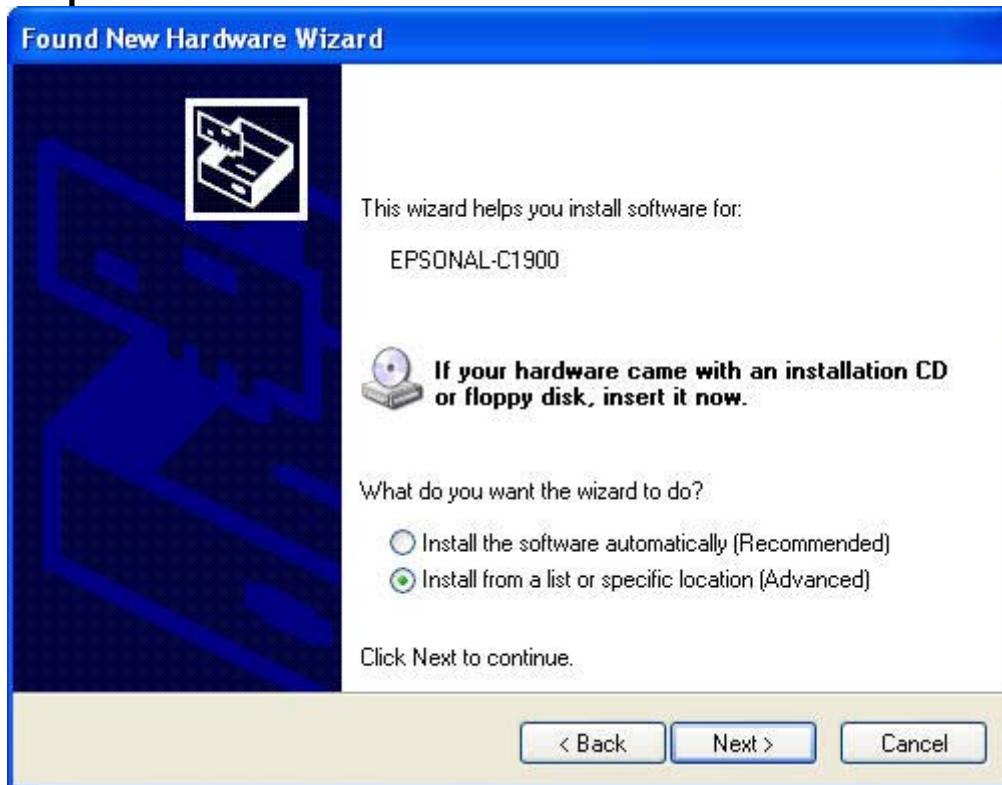 Found New Hardware Wizard
This wizard helps you install software for:
EPSONAL-C1900
If your hardware came with an installation CD
or floppy disk, insert it now.
What do you want the wizard to do?
Install the software automatically (Recommended)
Install from a list or specific location (Advanced)
Click Next to continue.
< Back Next > Cancel